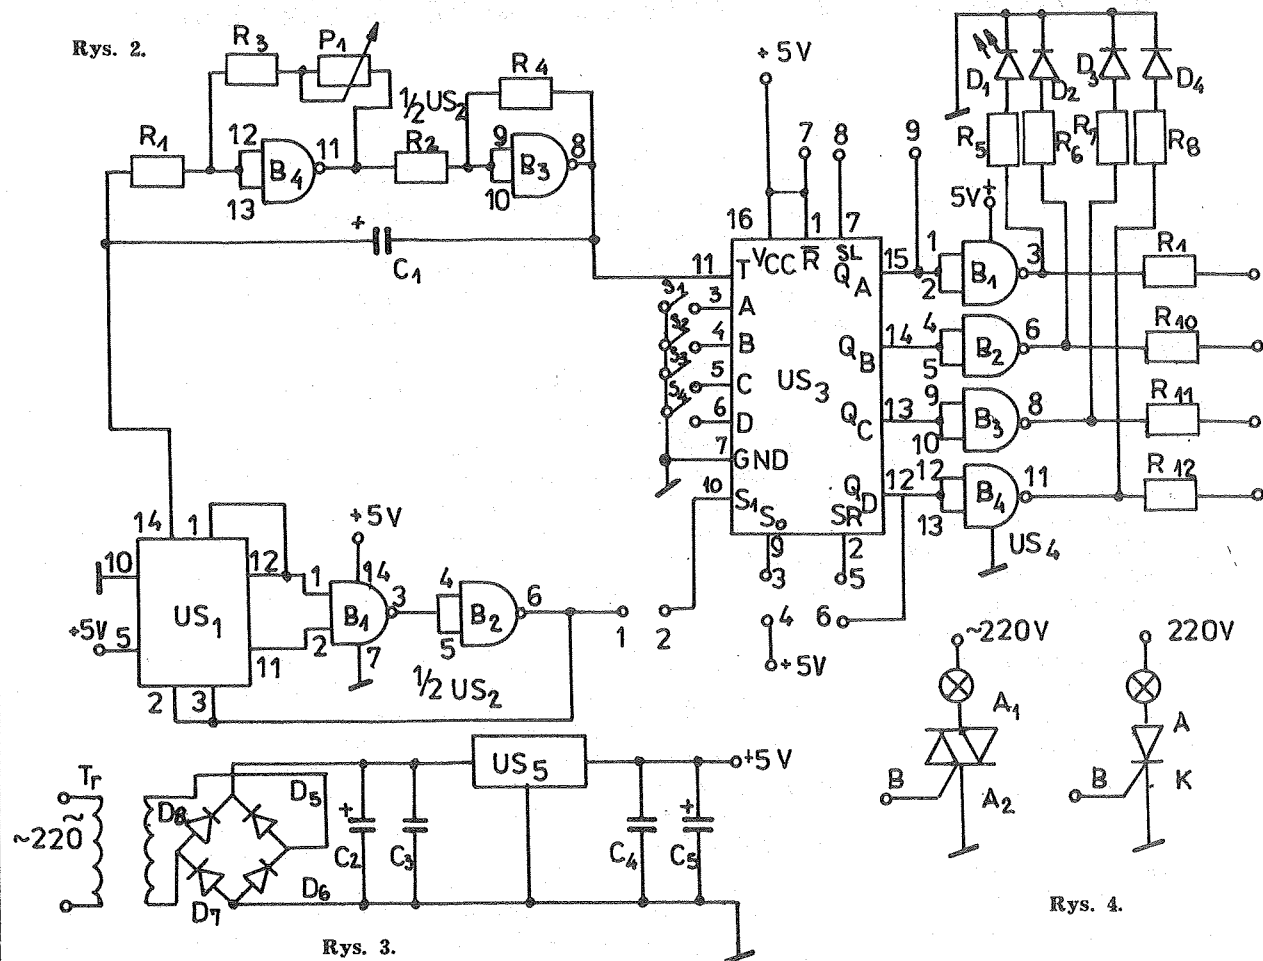 Rys. 2.
R3
P1
1/2 US2
R4
R1
12
13
B4
11
R2
9
10
B3
8
+
C1
+5V
7
8
9
16
1
7
VCC
R̅
SL
11
T
QA
15
S1
3
A
S2
4
B
QB
14
S3
5
C
US3
S4
6
D
QC
13
7
GND
10
S1
QD
12
S0
SR
9
2
3
5
4
6
+5V
D1
D2
D3
D4
R5
R6
R7
R8
5V+
1
2
B1
3
R1
4
5
B2
6
R10
9
10
B3
8
R11
12
13
B4
11
R12
US4
14
1
10
12
US1
+5V
5
11
2
3
+5V
1
14
B1
3
2
7
4
5
B2
6
1
2
1/2 US2
~220V
A1
B
A2
220V
A
B
K
Tr
~220~
D8
D5
D7
D6
+
C2
C3
US5
C4
+
C5
+5V
Rys. 3.
Rys. 4.